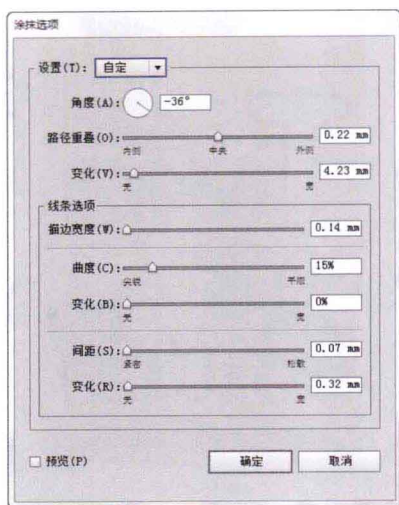 涂抹选项
设置(T): 自定
角度(A): -36°
路径重叠(O): 0.22 mm
内侧 中央 外侧
变化(V): 4.23 mm
无 宽
线条选项
描边宽度(W): 0.14 mm
曲度(C): 15%
尖锐 平滑
变化(B): 0%
无 宽
间距(S): 0.07 mm
紧密 松散
变化(R): 0.32 mm
无 宽
预览(P) 确定 取消